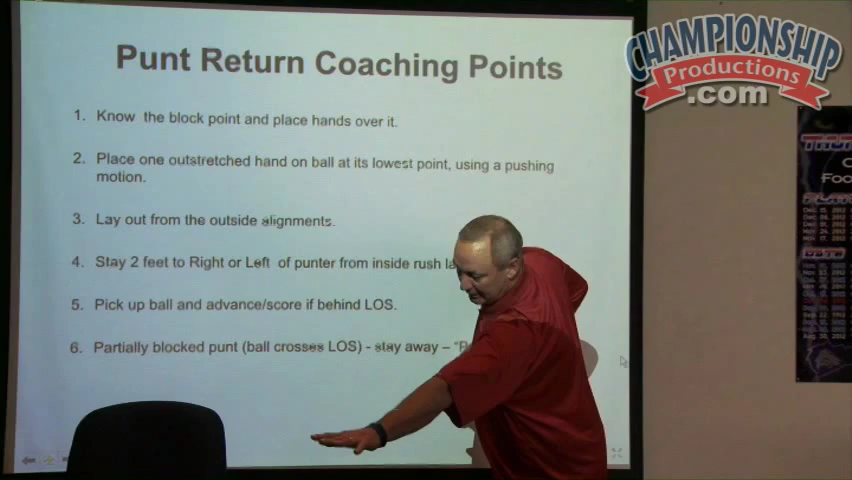 Punt Return Coaching Points
CHAMPIONSHIP
Productions
.com
1. Know the block point and place hands over it.
2. Place one outstretched hand on ball at its lowest point, using a pushing
motion.
3. Lay out from the outside alignments.
4. Stay 2 feet to Right or Left of punter from inside rush
5. Pick up ball and advance/score if behind LOS.
6. Partially blocked punt (ball crosses LOS) - stay away –